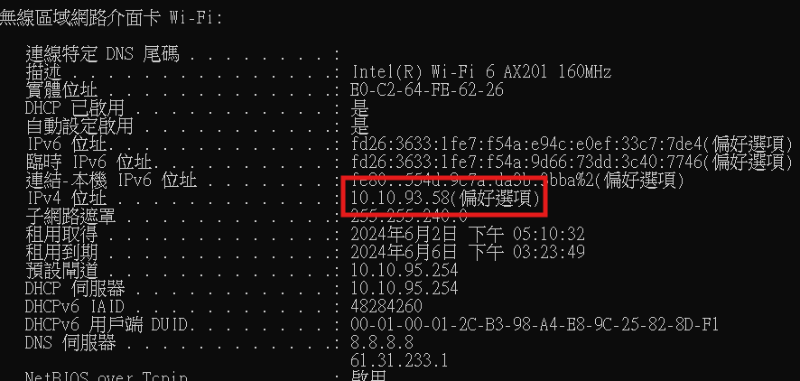 無線區域網路介面卡 Wi-Fi:
連線特定 DNS 尾碼 . . . . . . . . :
描述 . . . . . . . . . . . . . . .: Intel(R) Wi-Fi 6 AX201 160MHz
實體位址 . . . . . . . . . . . . .: E0-C2-64-FE-62-26
DHCP 已啟用 . . . . . . . . . . . : 是
自動設定啟用 . . . . . . . . . . .: 是
IPv6 位址. . . . . . . . . . . . .: fd26:3633:1fe7:f54a:e94c:e0ef:33c7:7de4(偏好選項)
臨時 IPv6 位址. . . . . . . . . . : fd26:3633:1fe7:f54a:9d66:73dd:3c40:7746(偏好選項)
連結-本機 IPv6 位址 . . . . . . . : (偏好選項)
IPv4 位址 . . . . . . . . . . . . : 10.10.93.58(偏好選項)
子網路遮罩 . . . . . . . . . . . .: 255.255.240.0
租用取得 . . . . . . . . . . . . .: 2024年6月2日 下午 05:10:32
租用到期 . . . . . . . . . . . . .: 2024年6月6日 下午 03:23:49
預設閘道 . . . . . . . . . . . . .: 10.10.95.254
DHCP 伺服器 . . . . . . . . . . . : 10.10.95.254
DHCPv6 IAID . . . . . . . . . . . : 48284260
DHCPv6 用戶端 DUID. . . . . . . . : 00-01-00-01-2C-B3-98-A4-E8-9C-25-82-8D-F1
DNS 伺服器 . . . . . . . . . . . .: 8.8.8.8
61.31.233.1
NetBIOS over Tcpip . . . . . . . .: 啟用